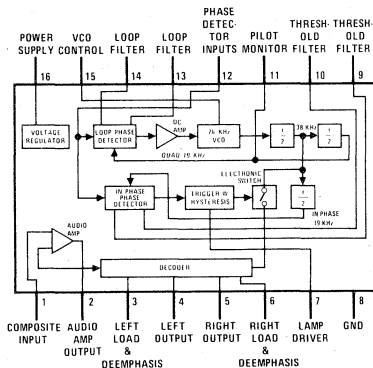 POWER SUPPLY
VCO CONTROL
LOOP FILTER
LOOP FILTER
PHASE DETEC-TOR INPUTS
PILOT MONITOR
THRESH-OLD FILTER
THRESH-OLD FILTER
16
15
14
13
12
11
10
9
VOLTAGE REGULATOR
LOOP PHASE DETECTOR
DC AMP
76 KHz VCO
1/2
38 KHz
1/2
QUAD 19 KHz
ELECTRONIC SWITCH
IN PHASE PHASE DETECTOR
TRIGGER W HYSTERESIS
1/2
IN PHASE 19 KHz
AUDIO AMP
DECODER
1
2
3
4
5
6
7
8
COMPOSITE INPUT
AUDIO AMP OUTPUT
LEFT LOAD & DEEMPHASIS
LEFT OUTPUT
RIGHT OUTPUT
RIGHT LOAD & DEEMPHASIS
LAMP DRIVER
GND